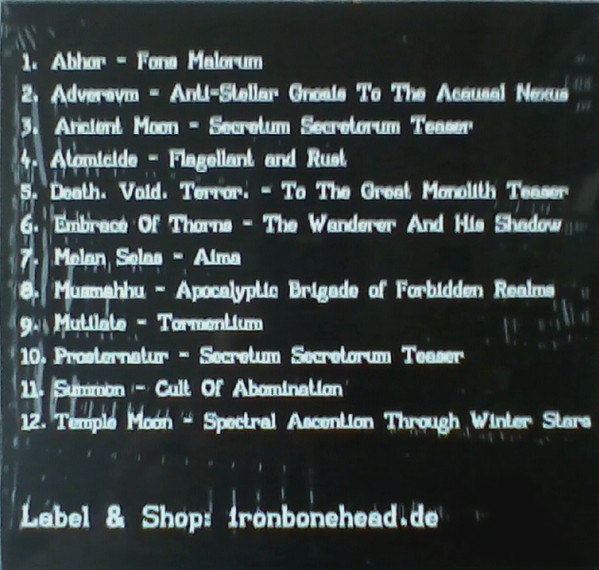 1. Abhor - Fons Malorum
2. Adversvm - Anti-Stellar Gnosis To The Acausal Nexus
3. Ancient Moon - Secretum Secretorum Teaser
4. Atomicide - Flagellant and Rust
5. Death. Void. Terror. - To The Great Monolith Teaser
6. Embrace Of Thorns - The Wanderer And His Shadow
7. Melan Selas - Aima
8. Musmahhu - Apocalyptic Brigade of Forbidden Realms
9. Mutilate - Tormentium
10. Prosternatur - Secretum Secretorum Teaser
11. Summon - Cult Of Abomination
12. Temple Moon - Spectral Ascention Through Winter Stars
Label & Shop: ironbonehead.de